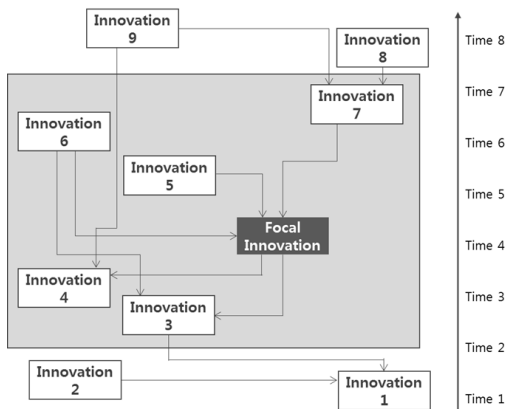 Innovation
9
Innovation
8
Time 8
Innovation
7
Time 7
Innovation
6
Time 6
Innovation
5
Time 5
Focal
Innovation
Time 4
Innovation
4
Innovation
3
Time 3
Time 2
Innovation
2
Innovation
1
Time 1